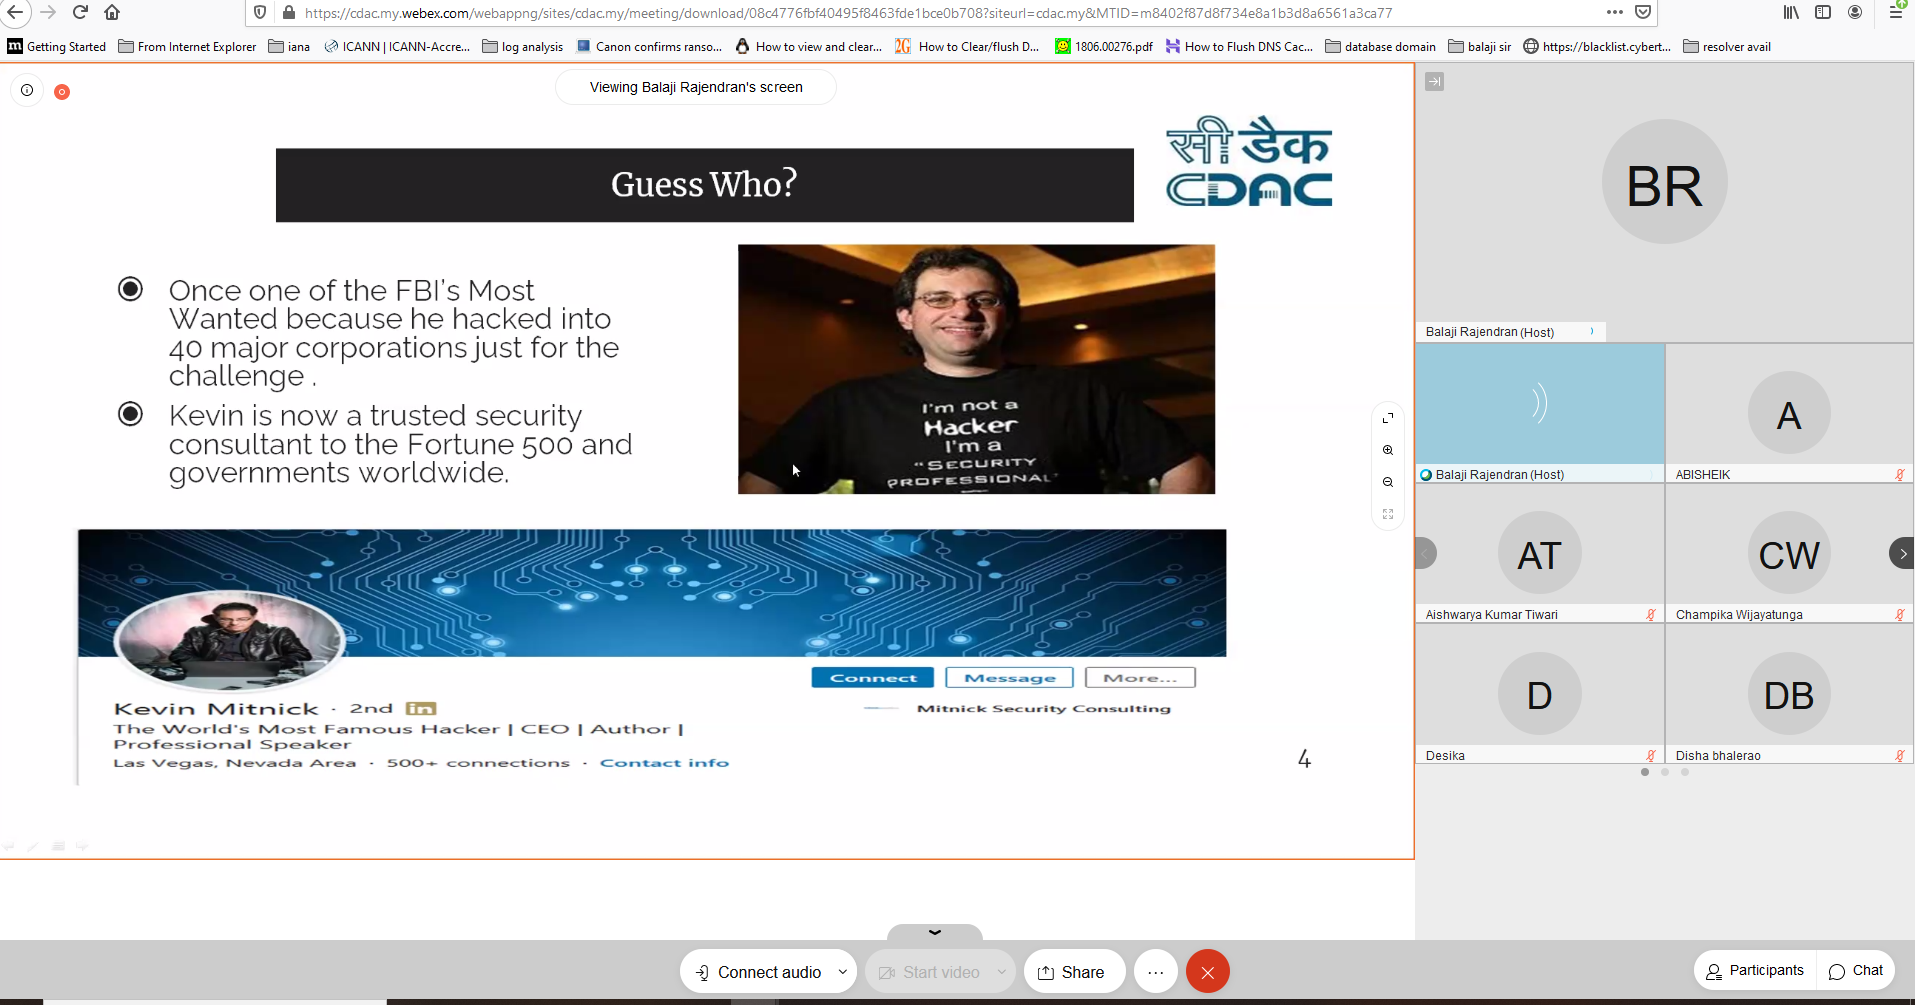 https://cdac.my.webex.com/webappng/sites/cdac.my/meeting/download/08c4776fbf40495f8463fde1bce0b708?siteurl=cdac.my&MTID=m8402f87d8f734e8a1b3d8a6561a3ca77
Getting Started From Internet Explorer iana ICANN | ICANN-Accre... log analysis Canon confirms ranso... How to view and clear... 2G How to Clear/flush D... 1806.00276.pdf How to Flush DNS Cac... database domain balaji sir https://blacklist.cybert... resolver avail
Viewing Balaji Rajendran's screen
सी डैक
CDAC
Guess Who?
Once one of the FBI's Most
Wanted because he hacked into
40 major corporations just for the
challenge .
Kevin is now a trusted security
consultant to the Fortune 500 and
governments worldwide.
I'm not a
Hacker
I'm a
"SECURITY
PROFESSIONAL"
Connect Message More...
Kevin Mitnick · 2nd in
Mitnick Security Consulting
The World's Most Famous Hacker | CEO | Author |
Professional Speaker
Las Vegas, Nevada Area · 500+ connections · Contact info
4
BR
Balaji Rajendran (Host)
Balaji Rajendran (Host)
A
ABISHEIK
AT
Aishwarya Kumar Tiwari
CW
Champika Wijayatunga
D
Desika
DB
Disha bhalerao
Connect audio Start video Share ... Participants Chat